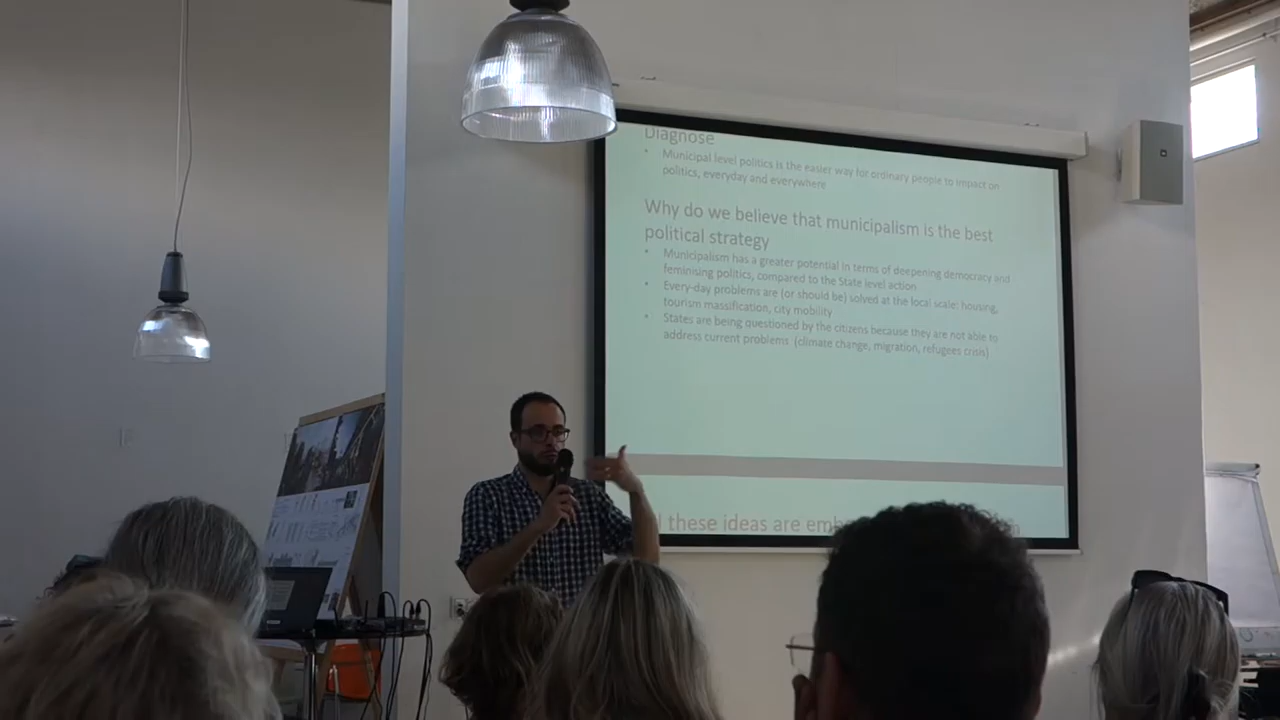 Diagnose
• Municipal level politics is the easier way for ordinary people to impact on
politics, everyday and everywhere
Why do we believe that municipalism is the best
political strategy
• Municipalism has a greater potential in terms of deepening democracy and
feminising politics, compared to the State level action
• Every-day problems are (or should be) solved at the local scale: housing,
tourism massification, city mobility
• States are being questioned by the citizens because they are not able to
address current problems (climate change, migration, refugees crisis)
these ideas are